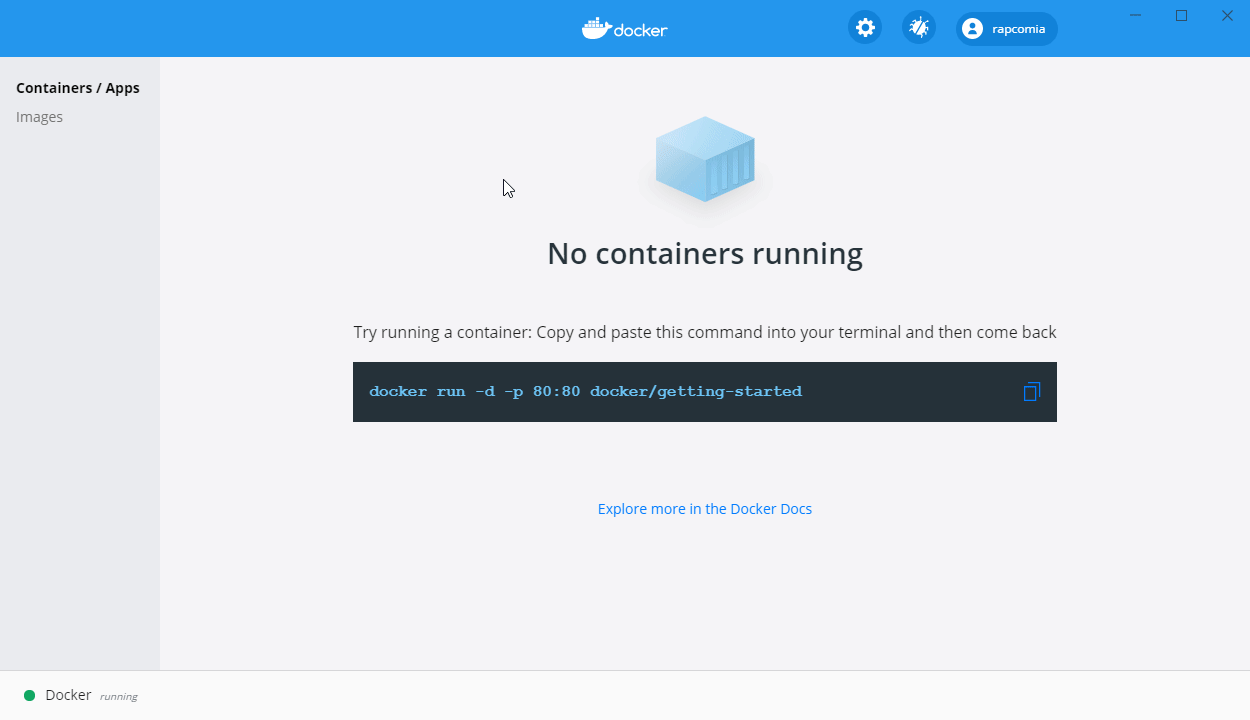 docker
rapcomia
Containers / Apps
Images
No containers running
Try running a container: Copy and paste this command into your terminal and then come back
docker run -d -p 80:80 docker/getting-started
Explore more in the Docker Docs
Docker running